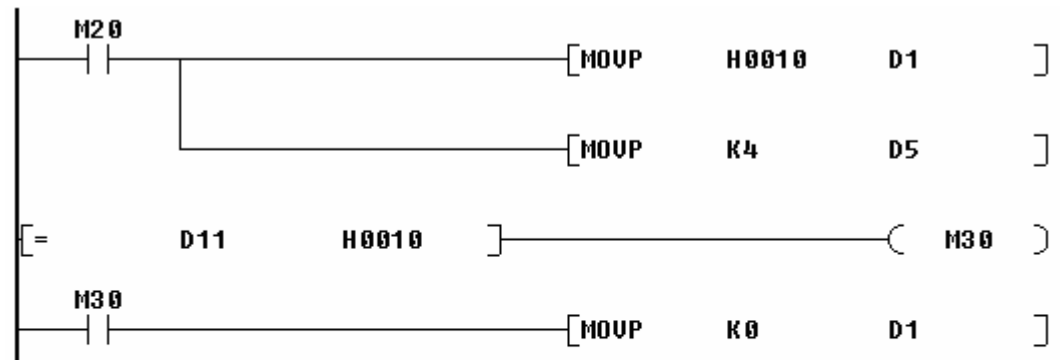 M20
MOVP H0010 D1
MOVP K4 D5
= D11 H0010 M30
M30
MOVP K0 D1